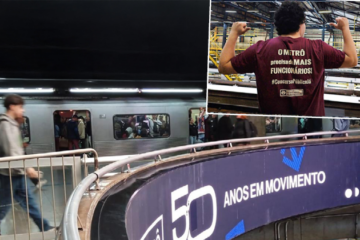 O METRÔ
precisa de MAIS
FUNCIONÁRIOS!
50
ANOS EM MOVIMENTO